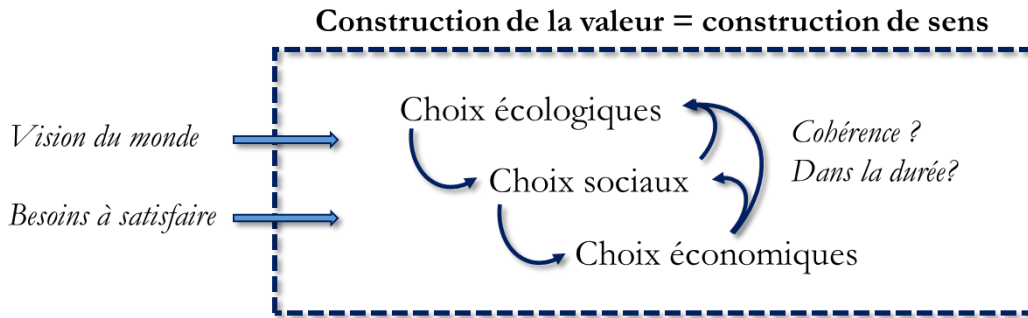 Construction de la valeur = construction de sens
Choix écologiques
Vision du monde
Cohérence ?
Dans la durée?
Choix sociaux
Besoins à satisfaire
Choix économiques